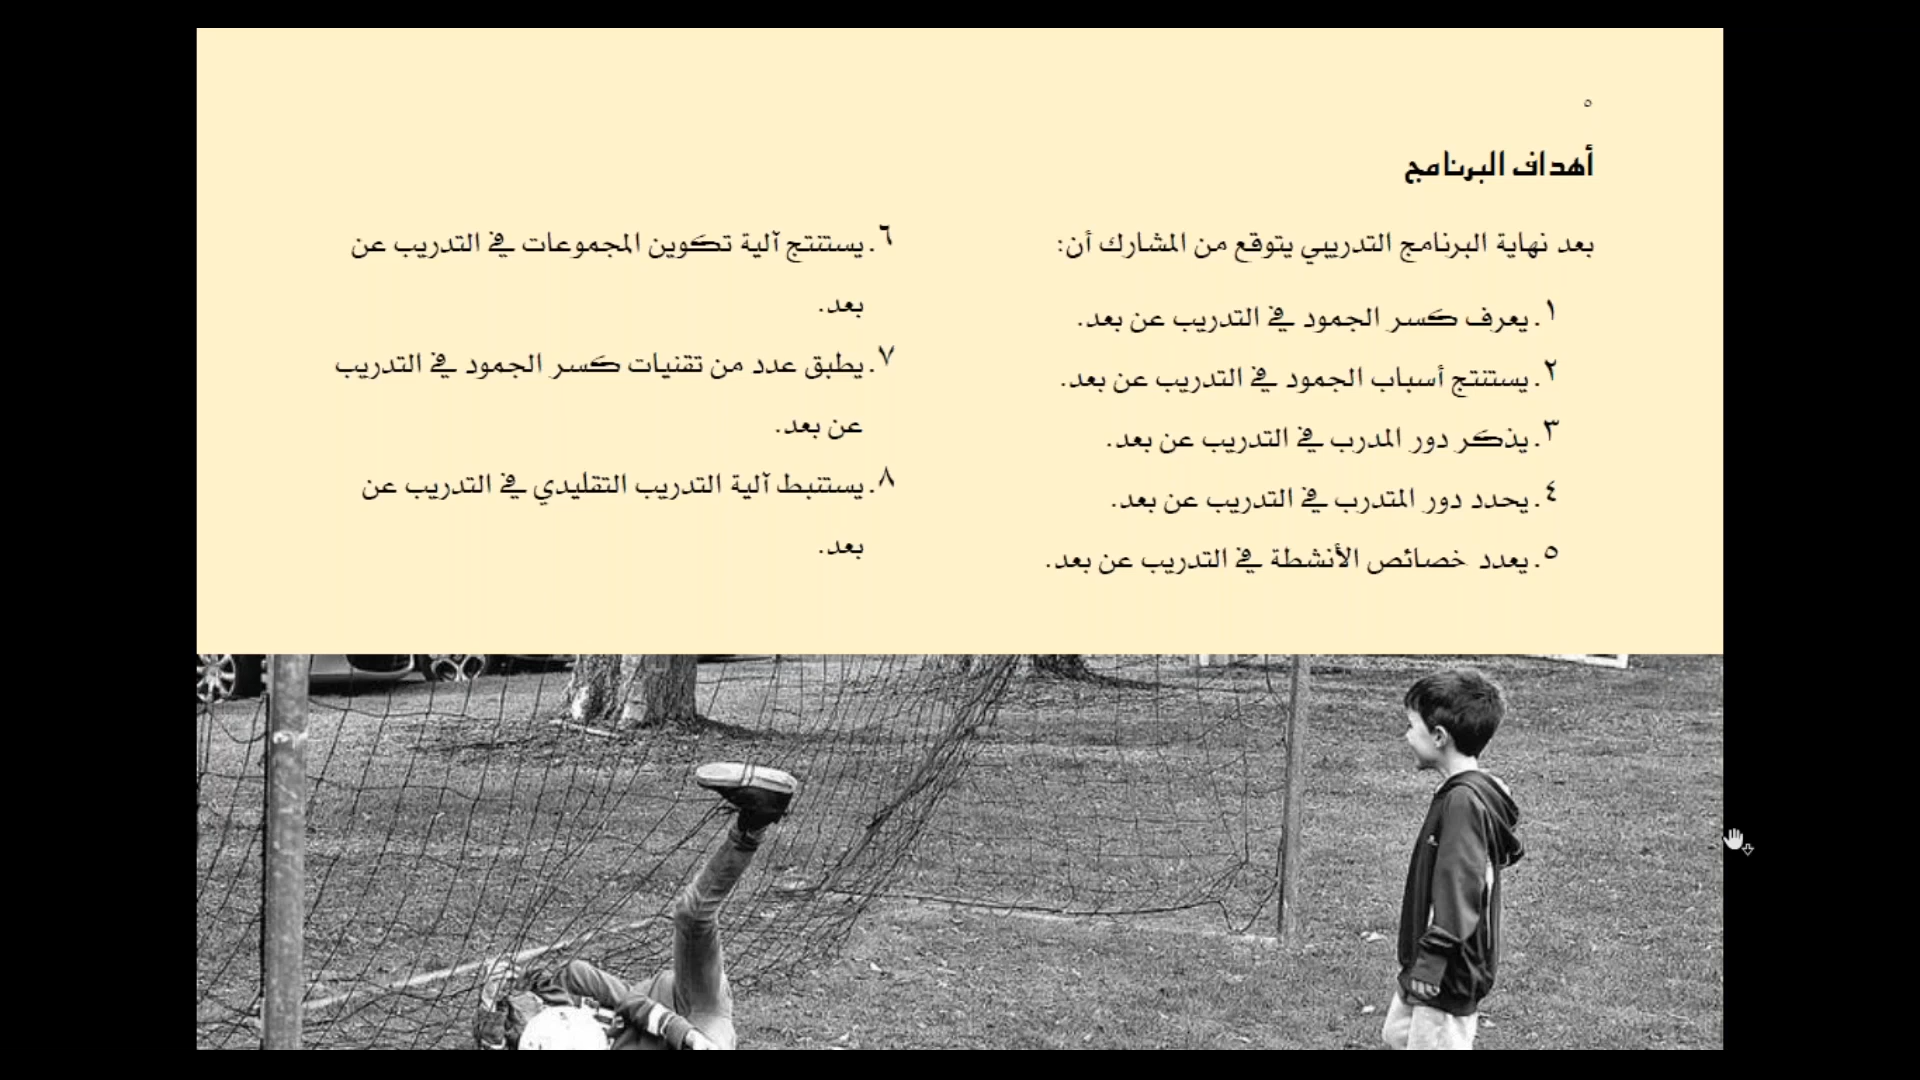 ٥
أهداف البرنامج
بعد نهاية البرنامج التدريبي يتوقع من المشارك أن:
١. يعرف كسر الجمود في التدريب عن بعد.
٢. يستنتج أسباب الجمود في التدريب عن بعد.
٣. يذكر دور المدرب في التدريب عن بعد.
٤. يحدد دور المتدرب في التدريب عن بعد.
٥. يعدد خصائص الأنشطة في التدريب عن بعد.
٦. يستنتج آلية تكوين المجموعات في التدريب عن
بعد.
٧. يطبق عدد من تقنيات كسر الجمود في التدريب
عن بعد.
٨. يستنبط آلية التدريب التقليدي في التدريب عن
بعد.